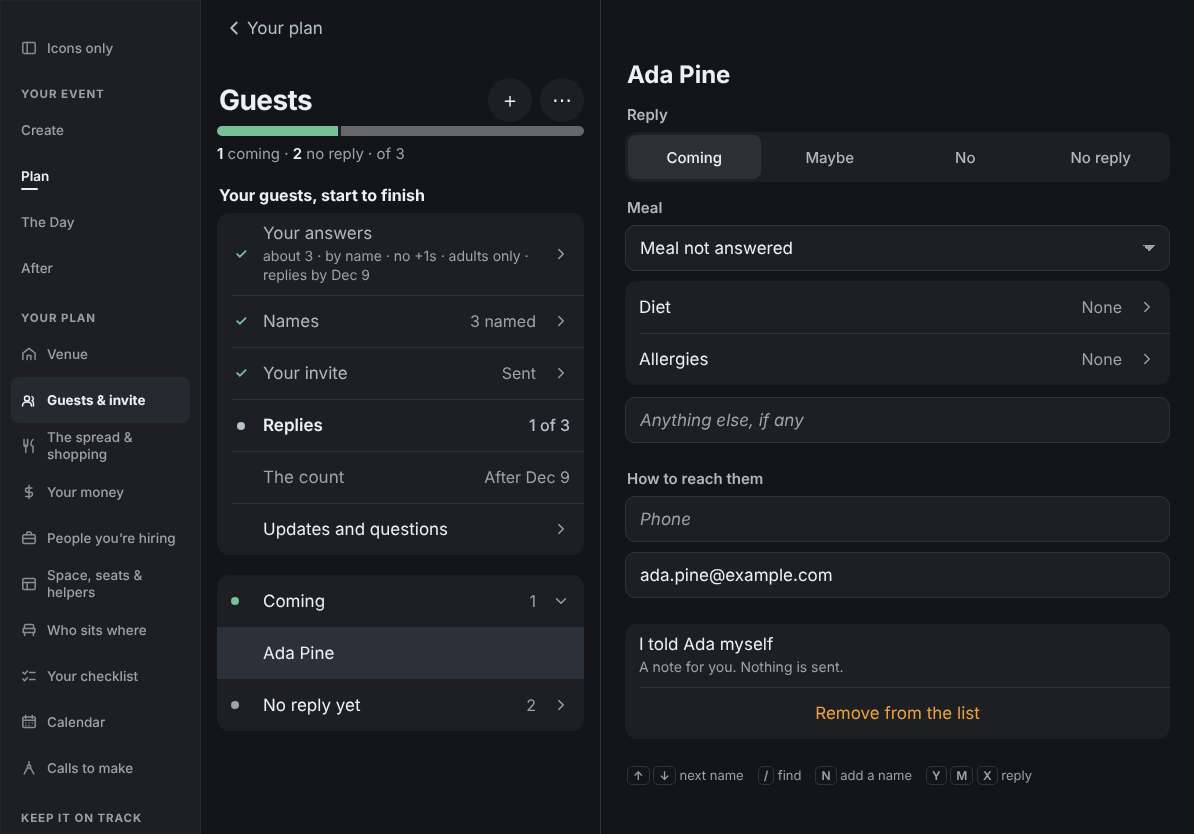 Icons only
YOUR EVENT
Create
Plan
The Day
After
YOUR PLAN
Venue
Guests & invite
The spread &
shopping
Your money
People you're hiring
Space, seats &
helpers
Who sits where
Your checklist
Calendar
Calls to make
KEEP IT ON TRACK
Your plan
Guests
1 coming · 2 no reply · of 3
Your guests, start to finish
Your answers
about 3 · by name · no +1s · adults only ·
replies by Dec 9
Names 3 named
Your invite Sent
Replies 1 of 3
The count After Dec 9
Updates and questions
Coming 1
Ada Pine
No reply yet 2
Ada Pine
Reply
Coming Maybe No No reply
Meal
Meal not answered
Diet None
Allergies None
Anything else, if any
How to reach them
Phone
ada.pine@example.com
I told Ada myself
A note for you. Nothing is sent.
Remove from the list
↑ ↓ next name / find N add a name Y M X reply